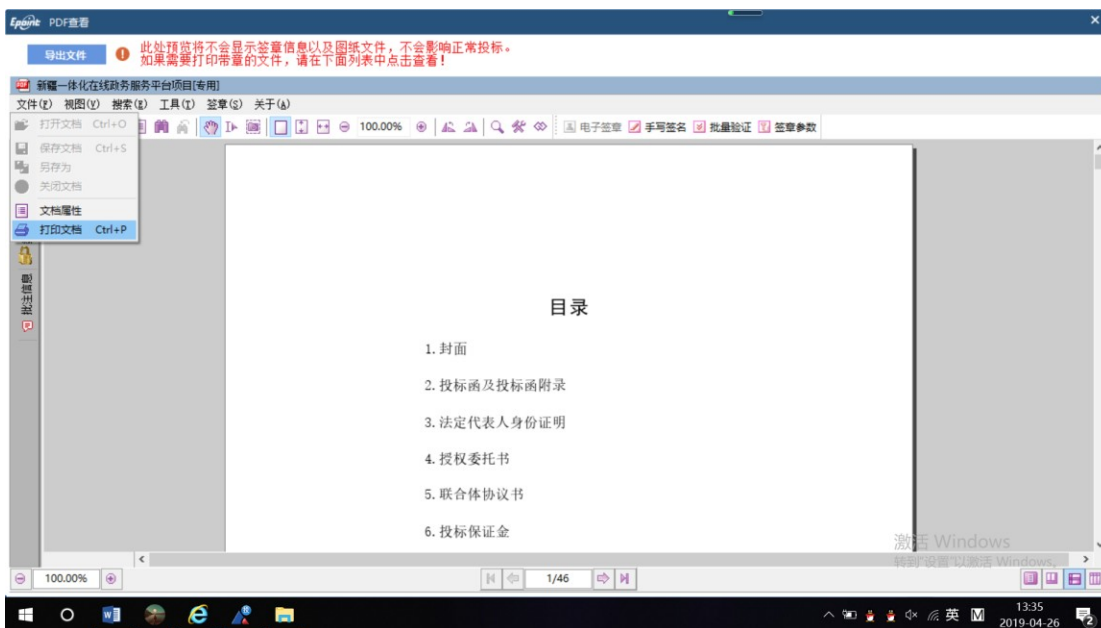 Epoint PDF查看
导出文件
此处预览将不会显示签章信息以及图纸文件，不会影响正常投标。
如果需要打印带章的文件，请在下面列表中点击查看！
新疆一体化在线政务服务平台项目[专用]
文件(F) 视图(V) 搜索(E) 工具(I) 签章(S) 关于(A)
打开文档 Ctrl+O
100.00%
电子签章 手写签名 批量验证 签章参数
保存文档 Ctrl+S
另存为
关闭文档
文档属性
打印文档 Ctrl+P
批注信息
目录
1.封面
2.投标函及投标函附录
3.法定代表人身份证明
4.授权委托书
5.联合体协议书
6.投标保证金
激活 Windows
转到"设置"以激活 Windows。
100.00%
1/46
英 M
13:35
2019-04-26
2